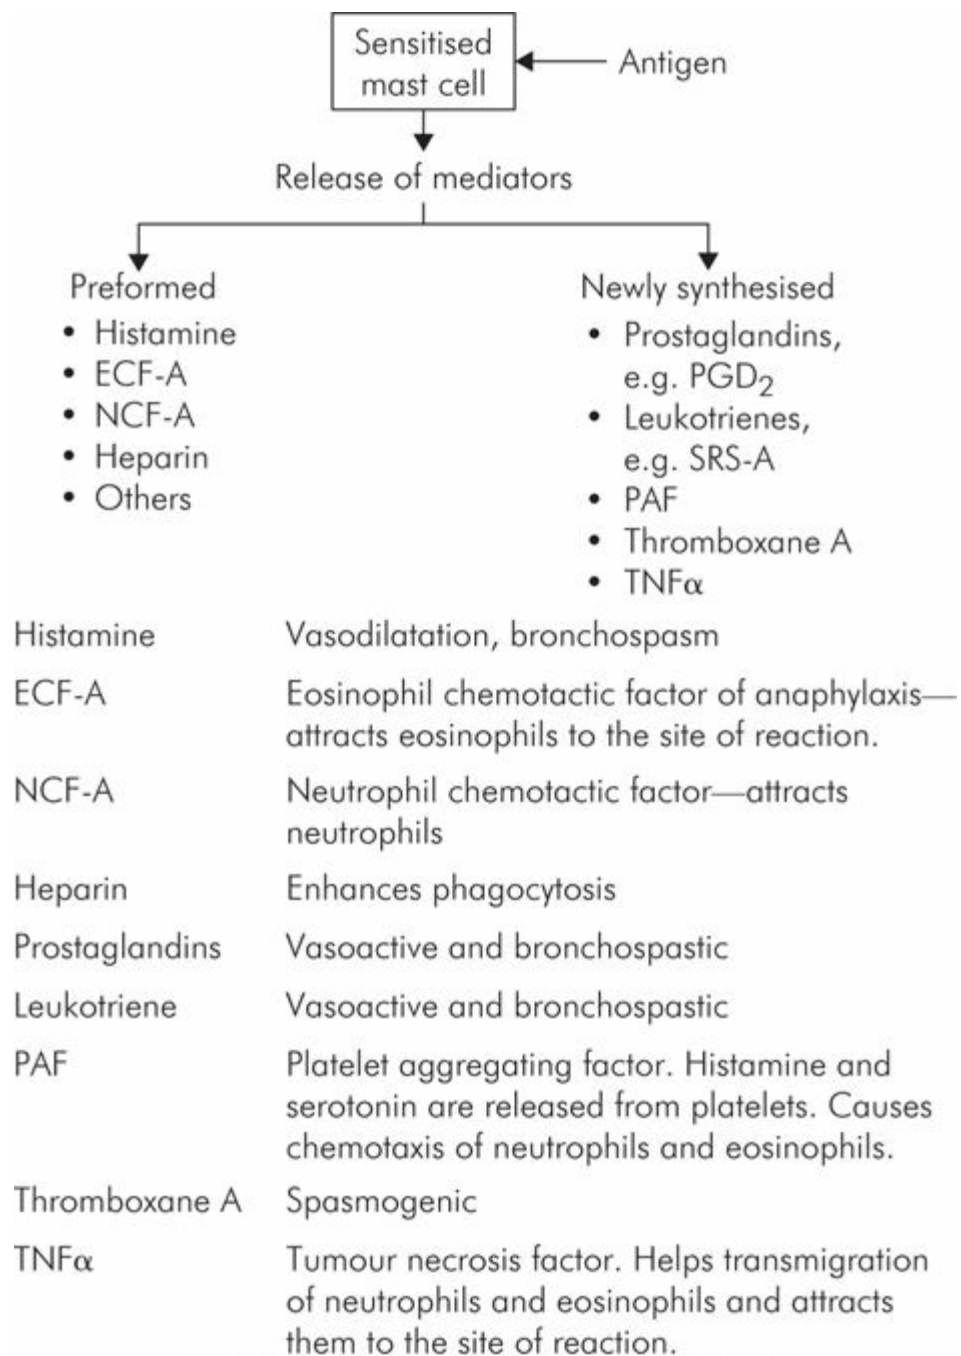 Sensitised
mast cell
Antigen
Release of mediators
Preformed
• Histamine
• ECF-A
• NCF-A
• Heparin
• Others
Newly synthesised
• Prostaglandins,
e.g. PGD₂
• Leukotrienes,
e.g. SRS-A
• PAF
• Thromboxane A
• TNFα
Histamine Vasodilatation, bronchospasm
ECF-A Eosinophil chemotactic factor of anaphylaxis—
attracts eosinophils to the site of reaction.
NCF-A Neutrophil chemotactic factor—attracts
neutrophils
Heparin Enhances phagocytosis
Prostaglandins Vasoactive and bronchospastic
Leukotriene Vasoactive and bronchospastic
PAF Platelet aggregating factor. Histamine and
serotonin are released from platelets. Causes
chemotaxis of neutrophils and eosinophils.
Thromboxane A Spasmogenic
TNFα Tumour necrosis factor. Helps transmigration
of neutrophils and eosinophils and attracts
them to the site of reaction.